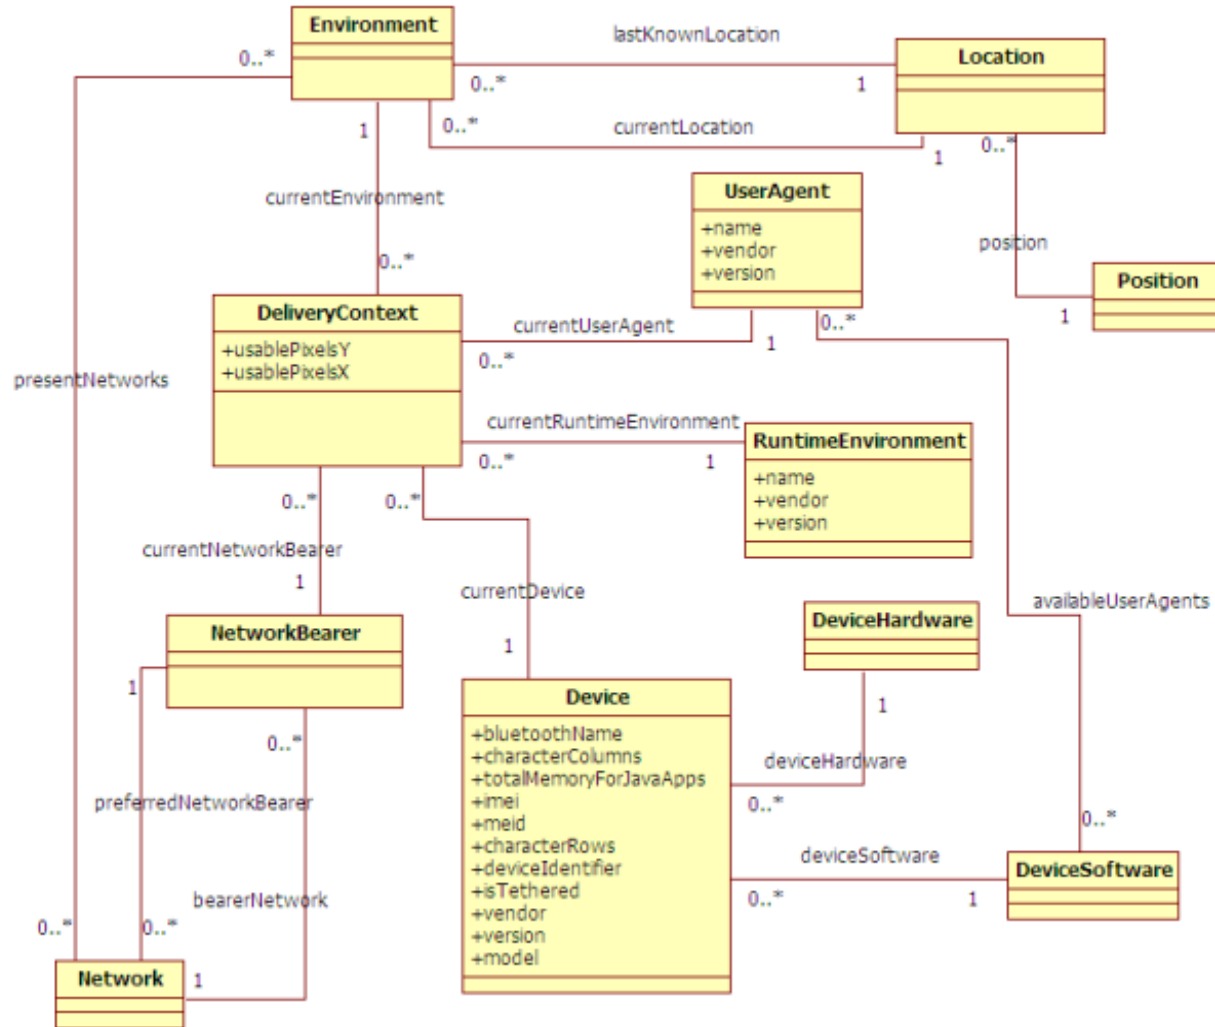 Environment
lastKnownLocation
Location
0..*
0..*
1
1
0..*
currentLocation
1
0..*
UserAgent
+name
+vendor
+version
currentEnvironment
position
0..*
Position
DeliveryContext
+usablePixelsY
+usablePixelsX
currentUserAgent
1
0..*
1
0..*
presentNetworks
currentRuntimeEnvironment
0..*
1
RuntimeEnvironment
+name
+vendor
+version
0..*
0..*
currentNetworkBearer
1
currentDevice
availableUserAgents
NetworkBearer
DeviceHardware
1
1
Device
+bluetoothName
+characterColumns
+totalMemoryForJavaApps
+imei
+meid
+characterRows
+deviceIdentifier
+isTethered
+vendor
+version
+model
1
0..*
deviceHardware
0..*
preferredNetworkBearer
0..*
deviceSoftware
DeviceSoftware
bearerNetwork
0..*
1
0..*
0..*
Network
1